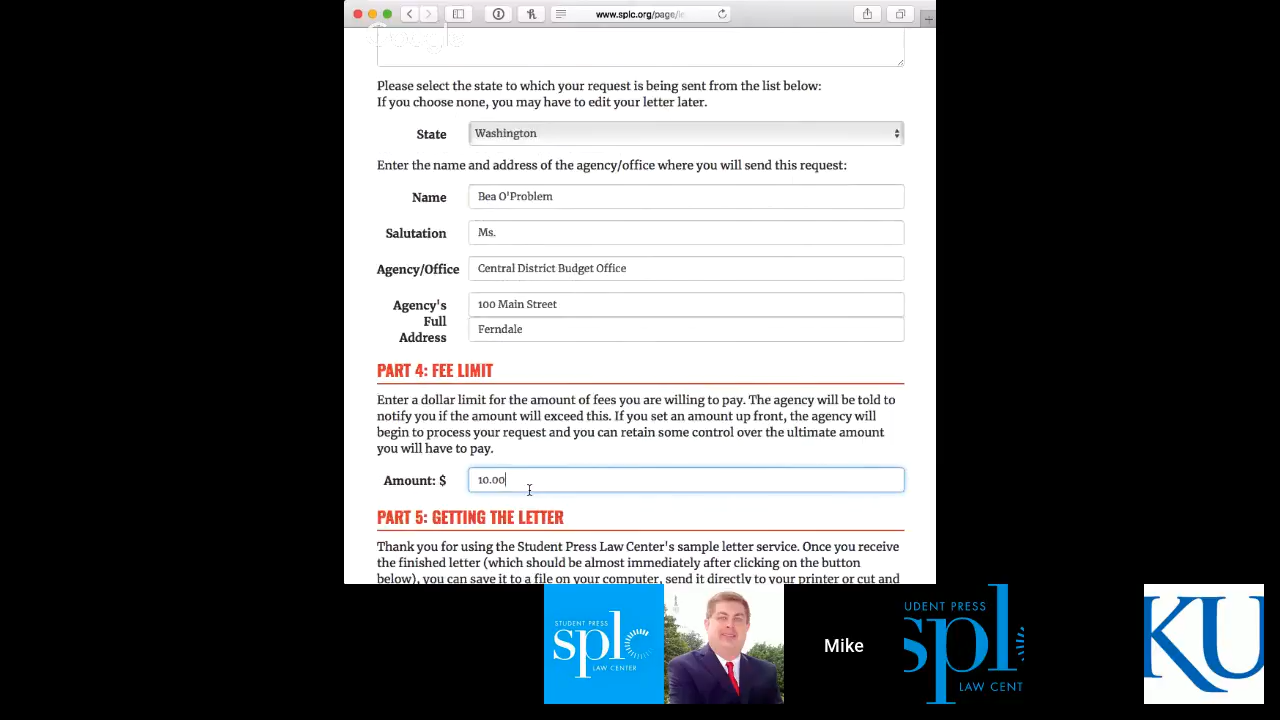 www.splc.org/page/le
Google
Please select the state to which your request is being sent from the list below:
If you choose none, you may have to edit your letter later.
State Washington
Enter the name and address of the agency/office where you will send this request:
Name Bea O'Problem
Salutation Ms.
Agency/Office Central District Budget Office
Agency's 100 Main Street
Full
Address Ferndale
PART 4: FEE LIMIT
Enter a dollar limit for the amount of fees you are willing to pay. The agency will be told to
notify you if the amount will exceed this. If you set an amount up front, the agency will
begin to process your request and you can retain some control over the ultimate amount
you will have to pay.
Amount: $ 10.00
PART 5: GETTING THE LETTER
Thank you for using the Student Press Law Center's sample letter service. Once you receive
the finished letter (which should be almost immediately after clicking on the button
below), you can save it to a file on your computer, send it directly to your printer or cut and
STUDENT PRESS
splc
LAW CENTER
Mike
UDENT PRESS
spl
LAW CENT
KU